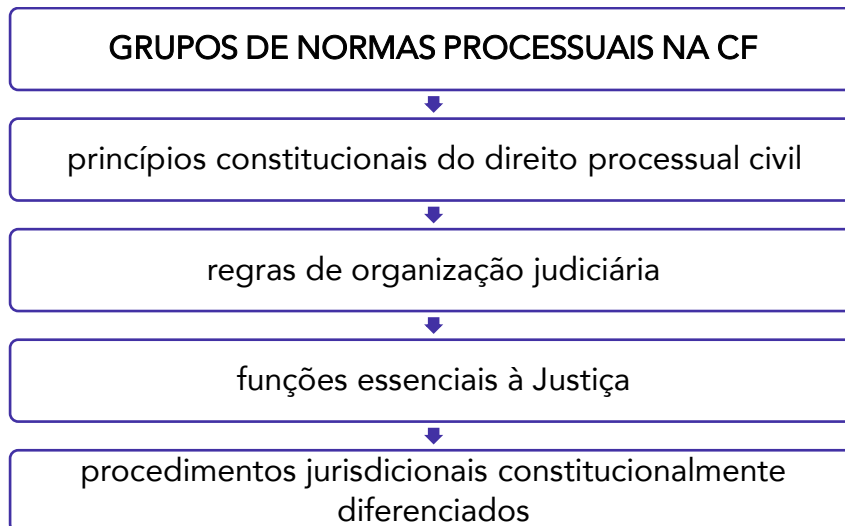 GRUPOS DE NORMAS PROCESSUAIS NA CF
princípios constitucionais do direito processual civil
regras de organização judiciária
funções essenciais à Justiça
procedimentos jurisdicionais constitucionalmente
diferenciados